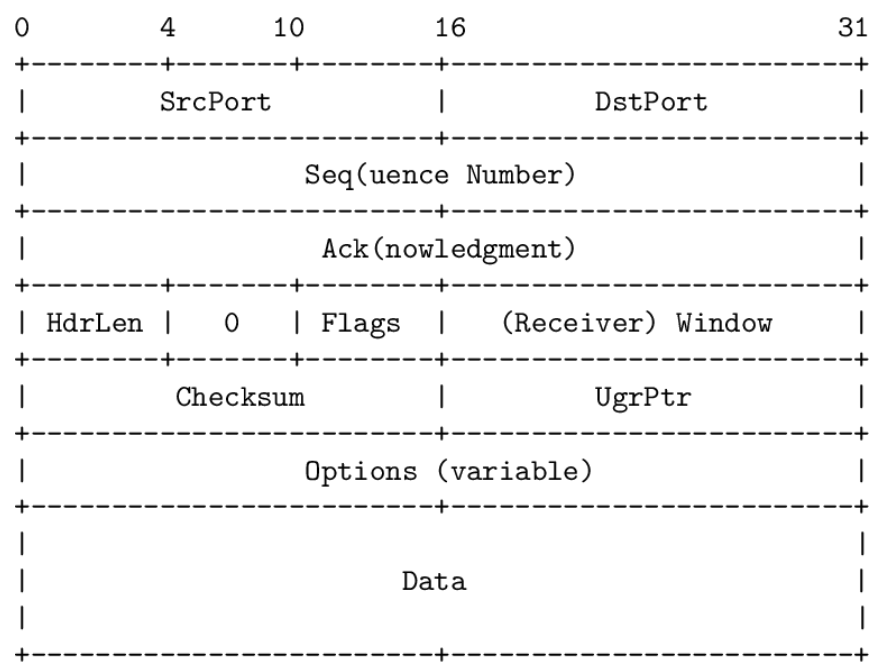 0 4 10 16 31
+--------+-------+--------+-------------------------+
| SrcPort | DstPort |
+-------------------------+-------------------------+
| Seq(uence Number) |
+-------------------------+-------------------------+
| Ack(nowledgment) |
+--------+-------+--------+-------------------------+
| HdrLen | 0 | Flags | (Receiver) Window |
+--------+-------+--------+-------------------------+
| Checksum | UgrPtr |
+-------------------------+-------------------------+
| Options (variable) |
+-------------------------+-------------------------+
| |
| Data |
| |
+-------------------------+-------------------------+